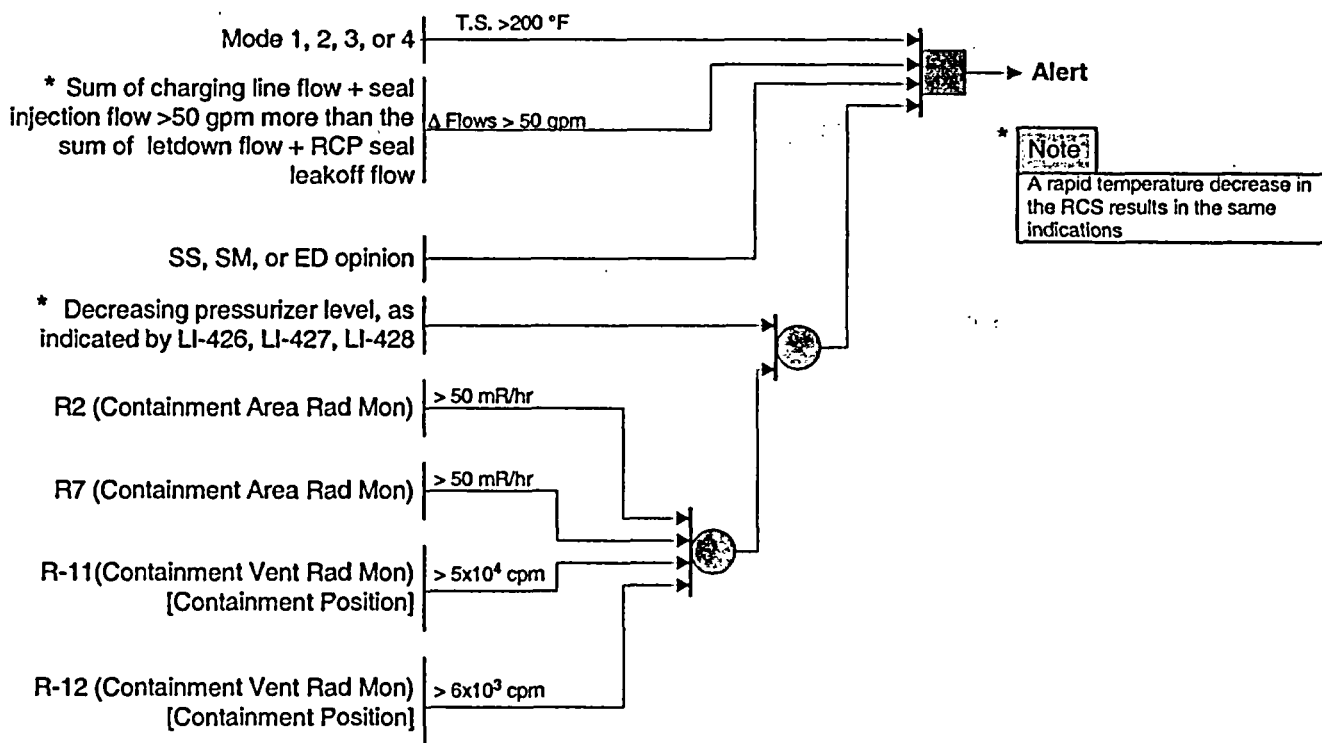 T.S. >200 °F
Mode 1, 2, 3, or 4
Alert
* Sum of charging line flow + seal
injection flow >50 gpm more than the
sum of letdown flow + RCP seal
leakoff flow
Δ Flows > 50 gpm
* Note
A rapid temperature decrease in
the RCS results in the same
indications
SS, SM, or ED opinion
* Decreasing pressurizer level, as
indicated by LI-426, LI-427, LI-428
R2 (Containment Area Rad Mon)
> 50 mR/hr
R7 (Containment Area Rad Mon)
> 50 mR/hr
R-11(Containment Vent Rad Mon)
[Containment Position]
> 5x10⁴ cpm
R-12 (Containment Vent Rad Mon)
[Containment Position]
> 6x10³ cpm